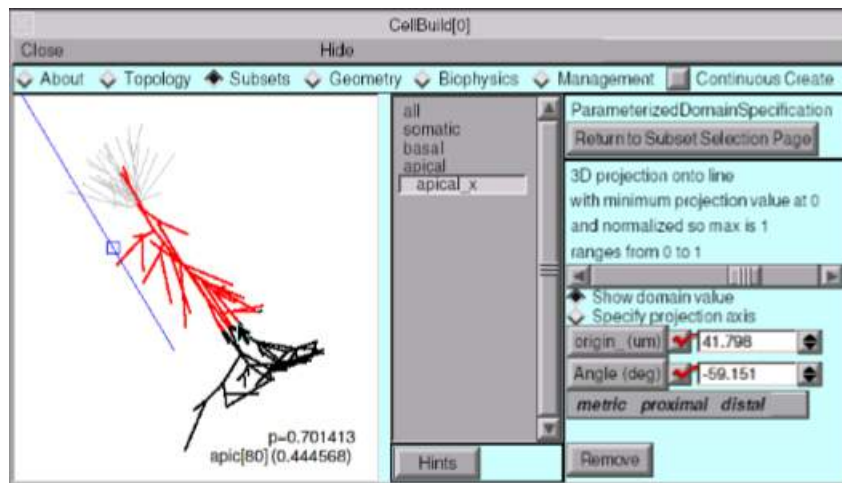 CellBuild[0]
Close Hide
About Topology Subsets Geometry Biophysics Management Continuous Create
all
somatic
basal
apical
apical_x
ParameterizedDomainSpecification
Return to Subset Selection Page
3D projection onto line
with minimum projection value at 0
and normalized so max is 1
ranges from 0 to 1
Show domain value
Specify projection axis
origin_(um) 41.798
Angle (deg) -59.151
metric proximal distal
p=0.701413
apic[80] (0.444568)
Hints
Remove